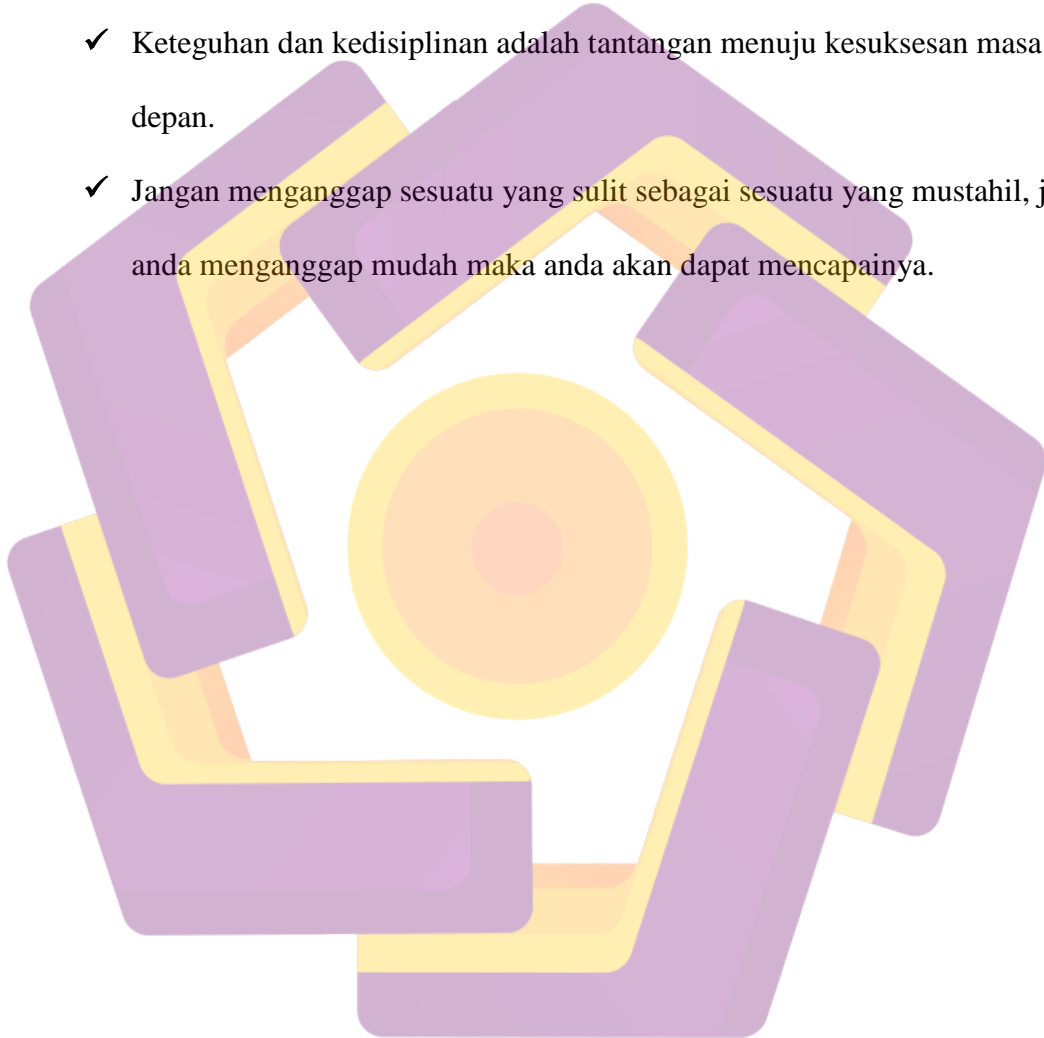 ✓ Keteguhan dan kedisiplinan adalah tantangan menuju kesuksesan masa
depan.
✓ Jangan menganggap sesuatu yang sulit sebagai sesuatu yang mustahil,
anda menganggap mudah maka anda akan dapat mencapainya.